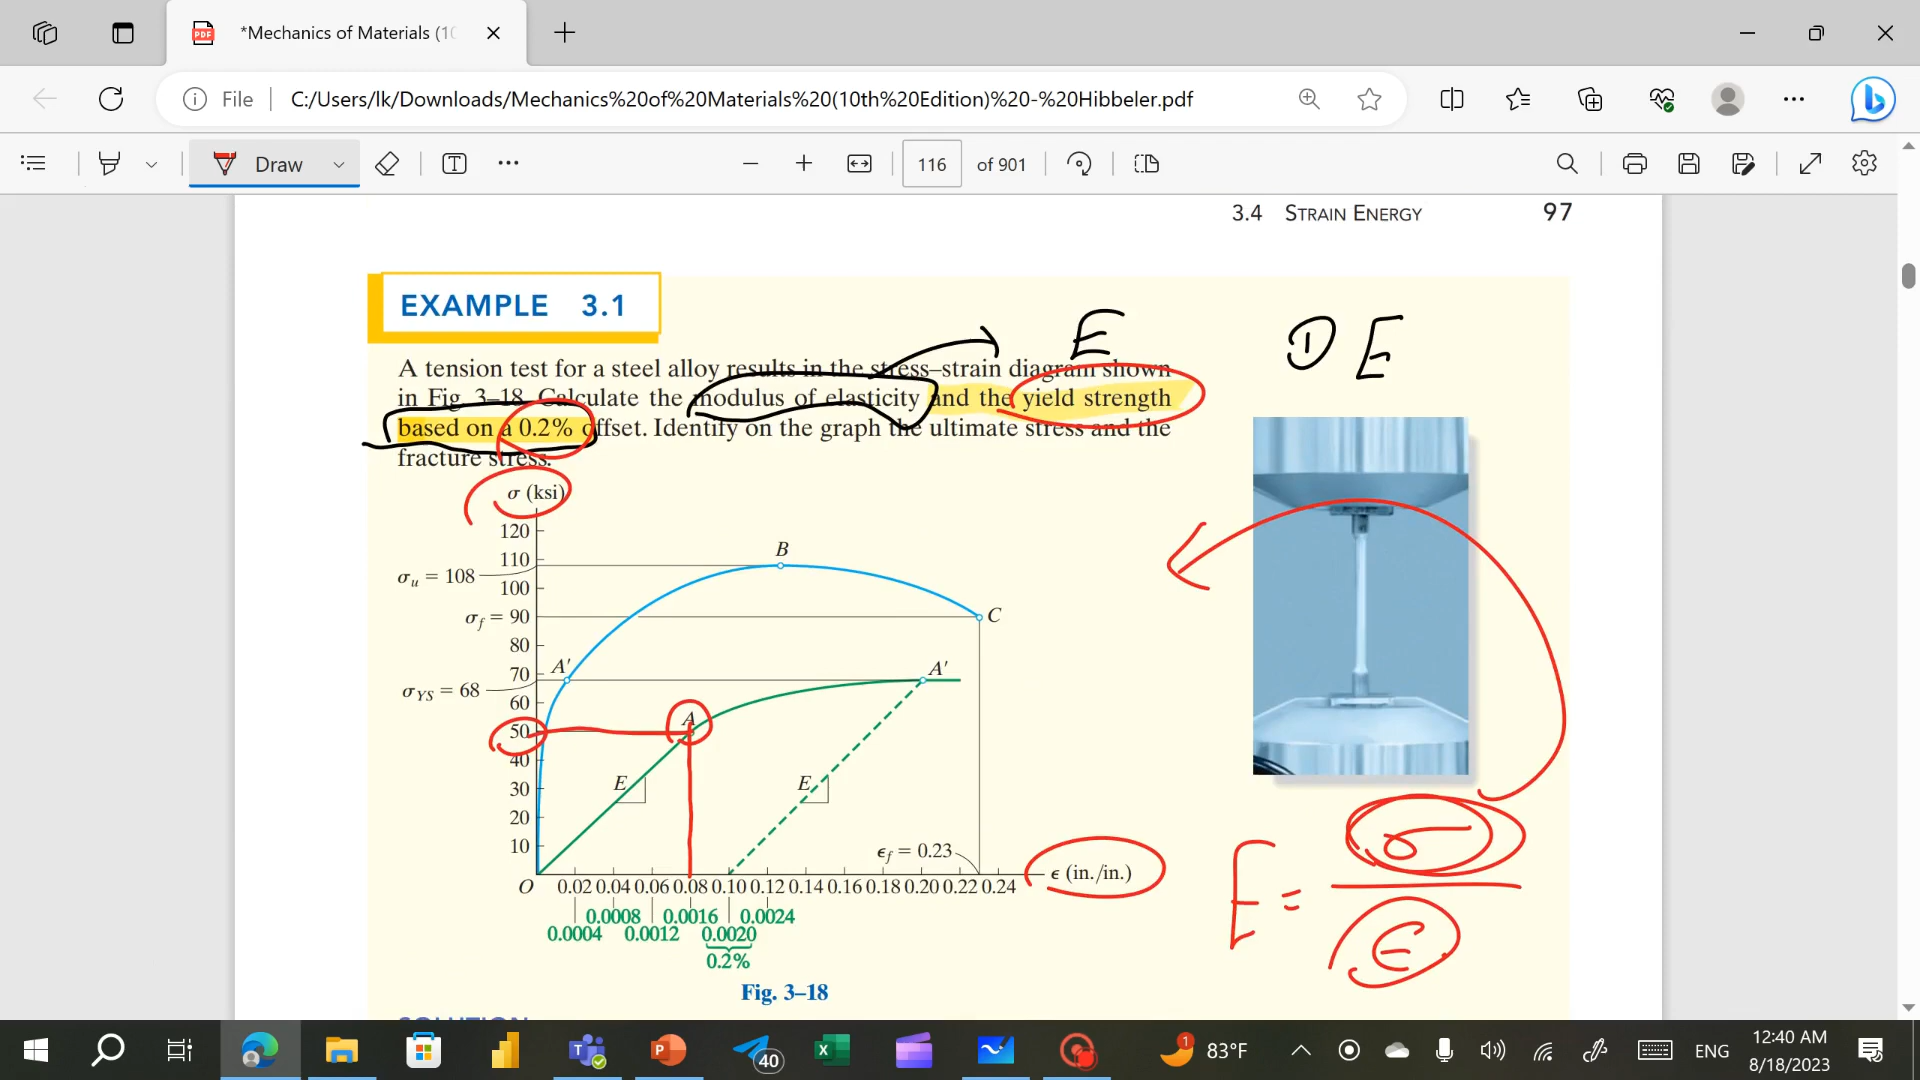 *Mechanics of Materials (10
File
C:/Users/lk/Downloads/Mechanics%20of%20Materials%20(10th%20Edition)%20-%20Hibbeler.pdf
Draw
116 of 901
3.4 STRAIN ENERGY 97
EXAMPLE 3.1
E
① E
A tension test for a steel alloy results in the stress–strain diagram shown
in Fig. 3–18. Calculate the modulus of elasticity and the yield strength
based on a 0.2% offset. Identify on the graph the ultimate stress and the
fracture stress.
σ (ksi)
120
B
110
σu = 108
100
σf = 90
C
80
A′
A′
70
σYS = 68
60
A
50
40
E
E
30
20
10
ϵf = 0.23
ϵ (in./in.)
E = σ / ϵ
O 0.02 0.04 0.06 0.08 0.10 0.12 0.14 0.16 0.18 0.20 0.22 0.24
0.0008 0.0016 0.0024
0.0004 0.0012 0.0020
0.2%
Fig. 3–18
SOLUTION
40
1
83°F
ENG
12:40 AM
8/18/2023